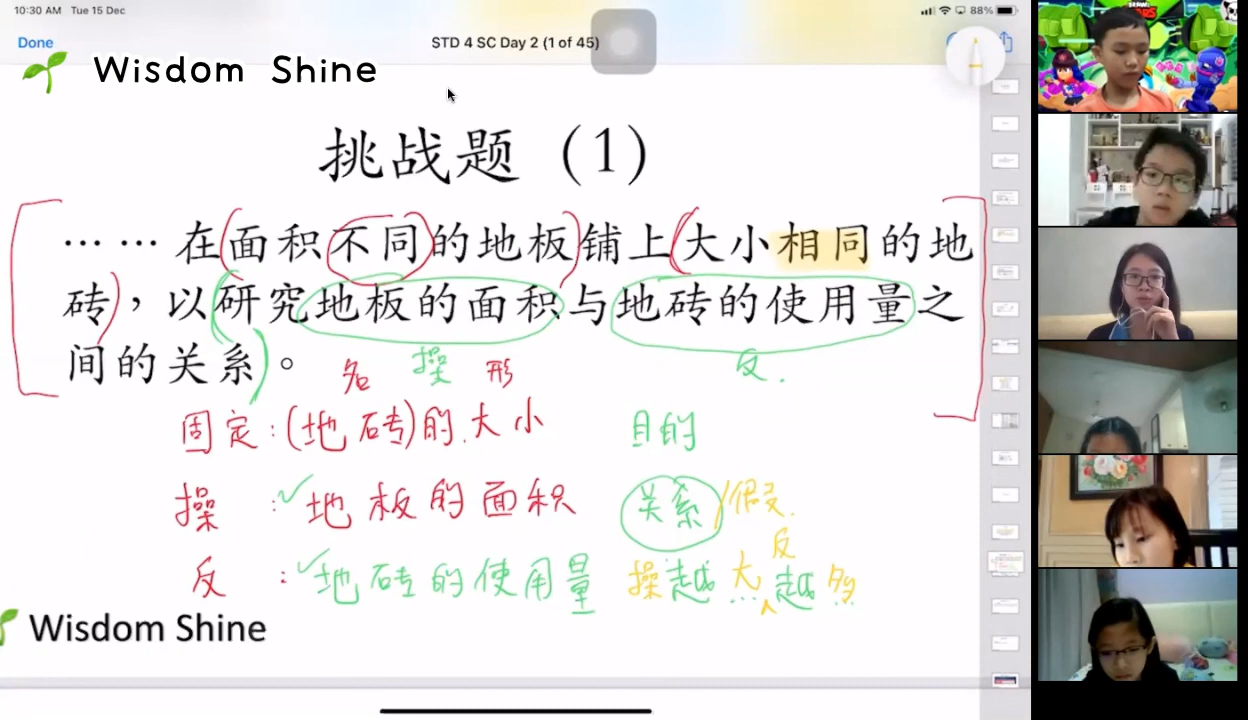 10:30 AM Tue 15 Dec
88%
Done
STD 4 SC Day 2 (1 of 45)
Wisdom Shine
挑战题（1）
…… 在面积不同的地板铺上大小相同的地
砖，以研究地板的面积与地砖的使用量之
间的关系。
名 操 形 反.
固定:(地砖)的大小 目的
操 : 地板的面积 关系/假.
反
反 : 地砖的使用量 操越大越多
Wisdom Shine